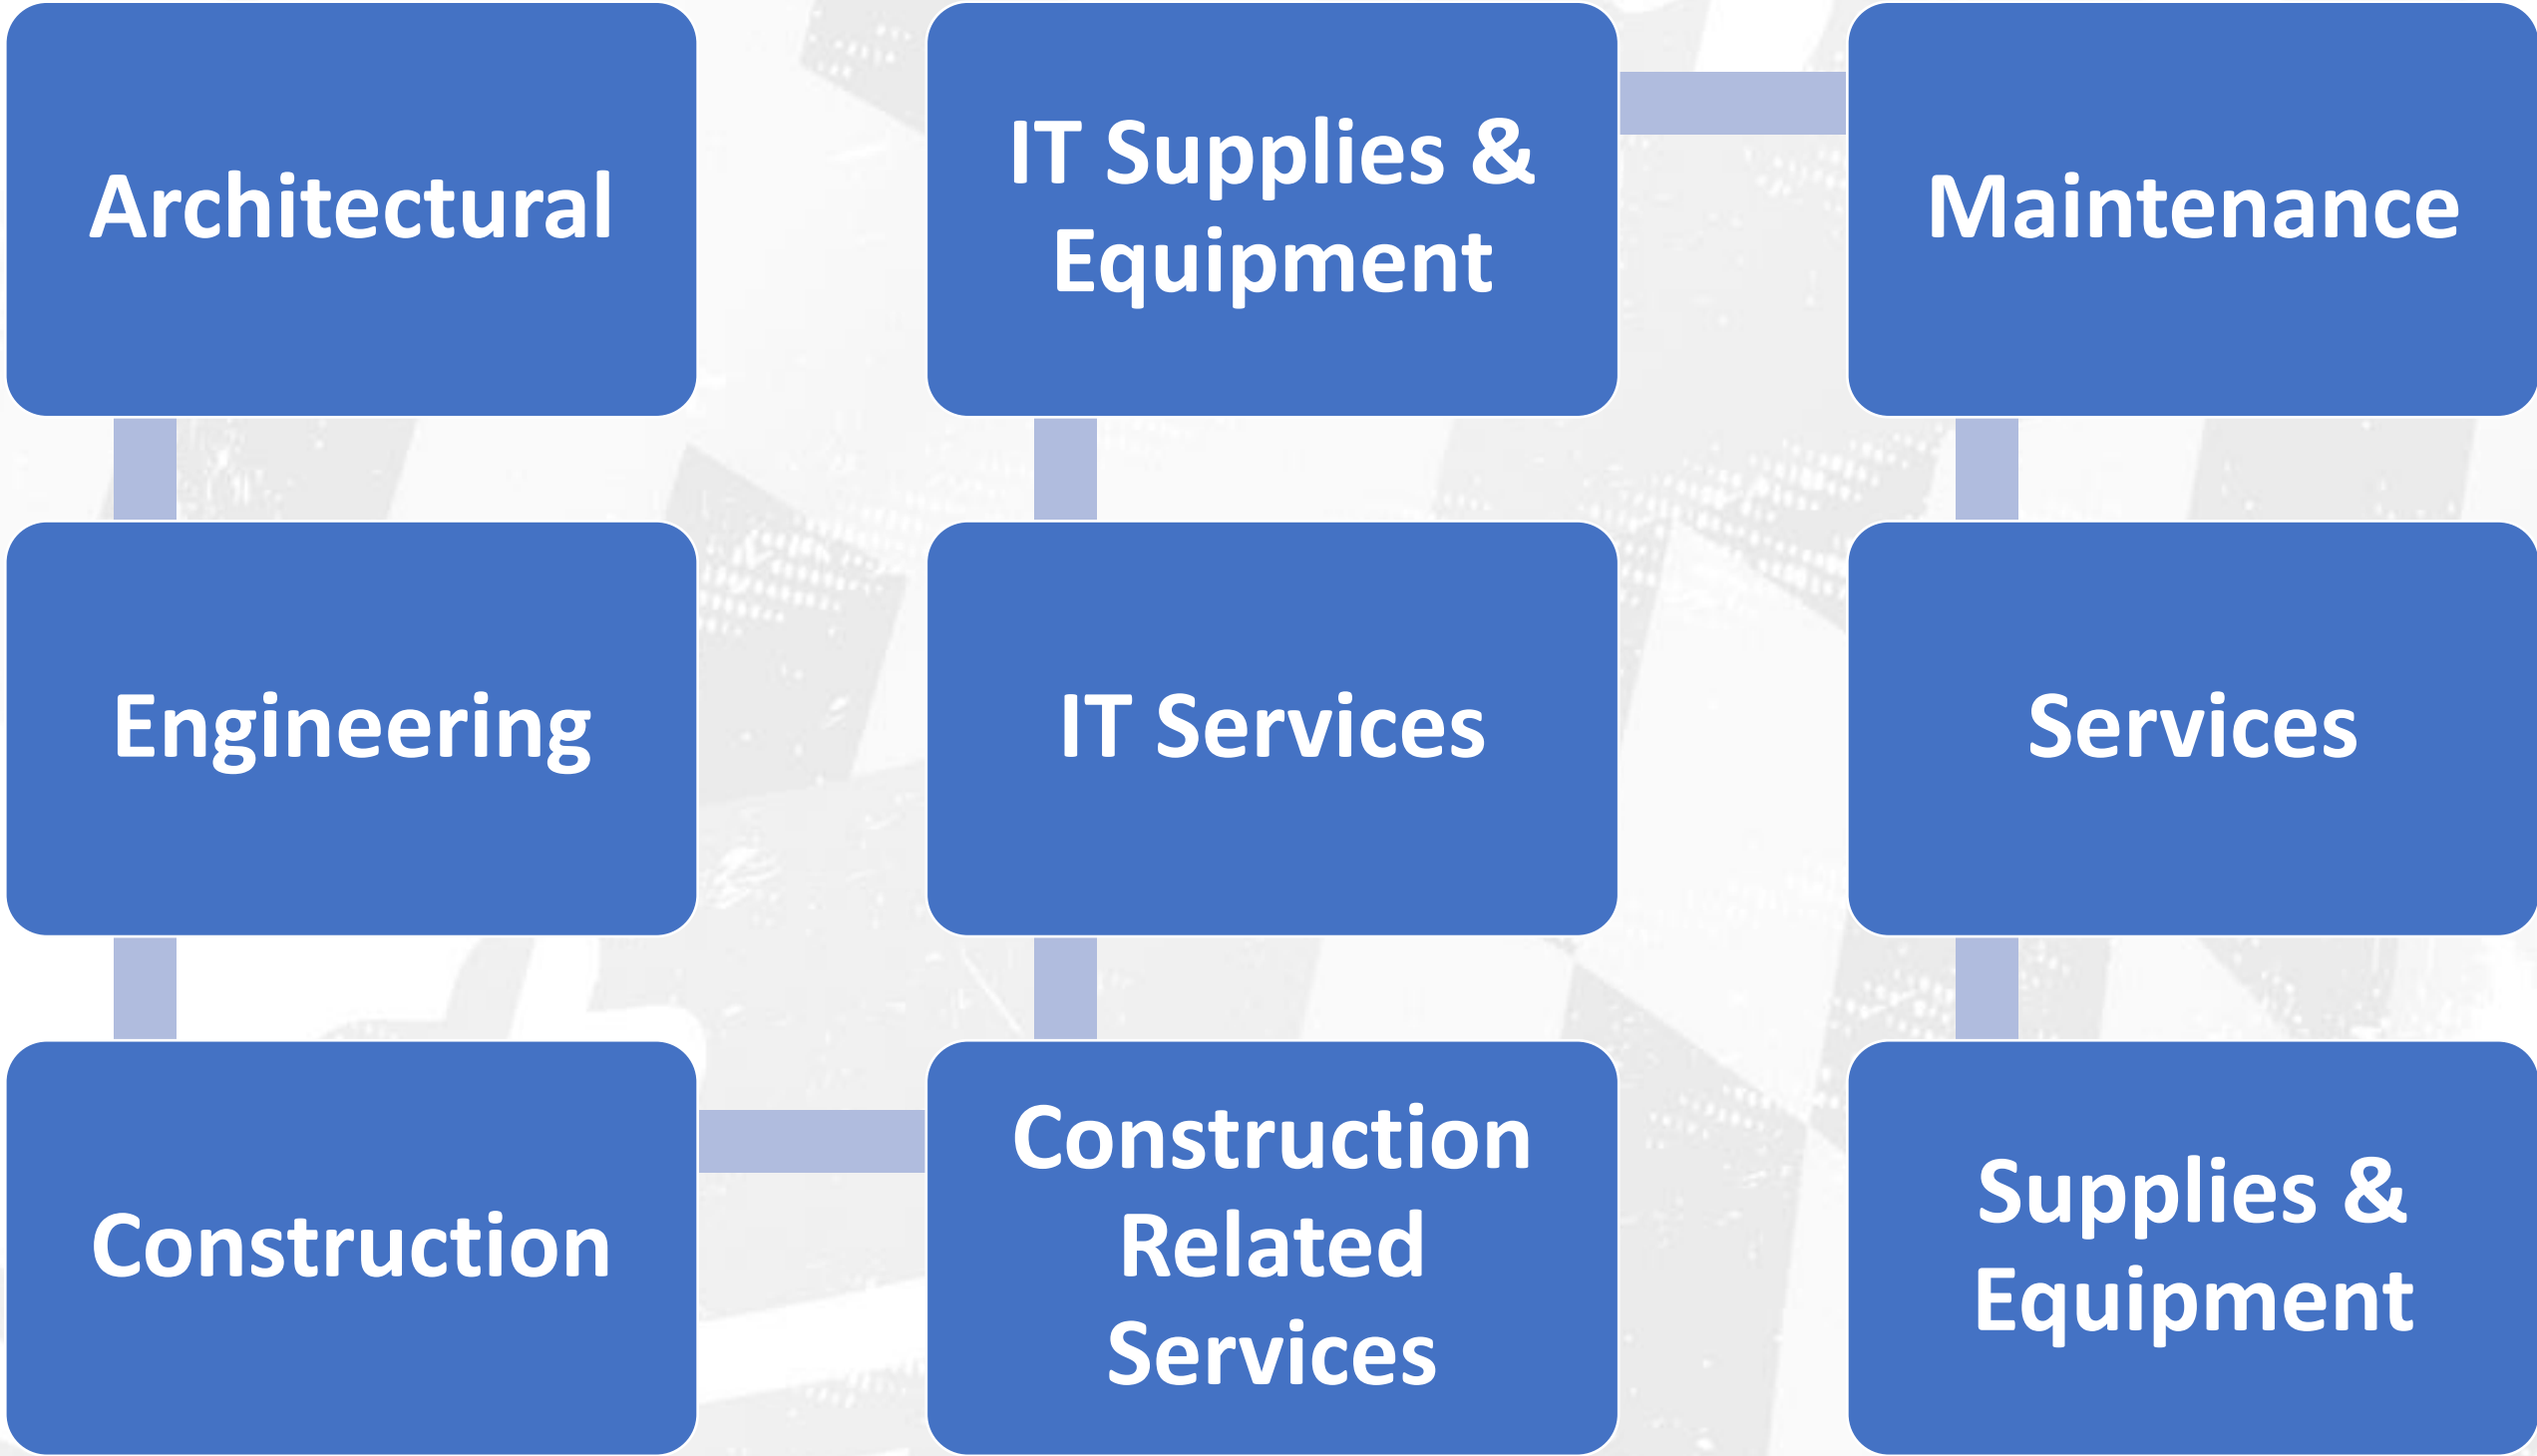 Architectural
Engineering
Construction
Construction
Related
Services
IT Services
IT Supplies &
Equipment
Maintenance
Services
Supplies &
Equipment